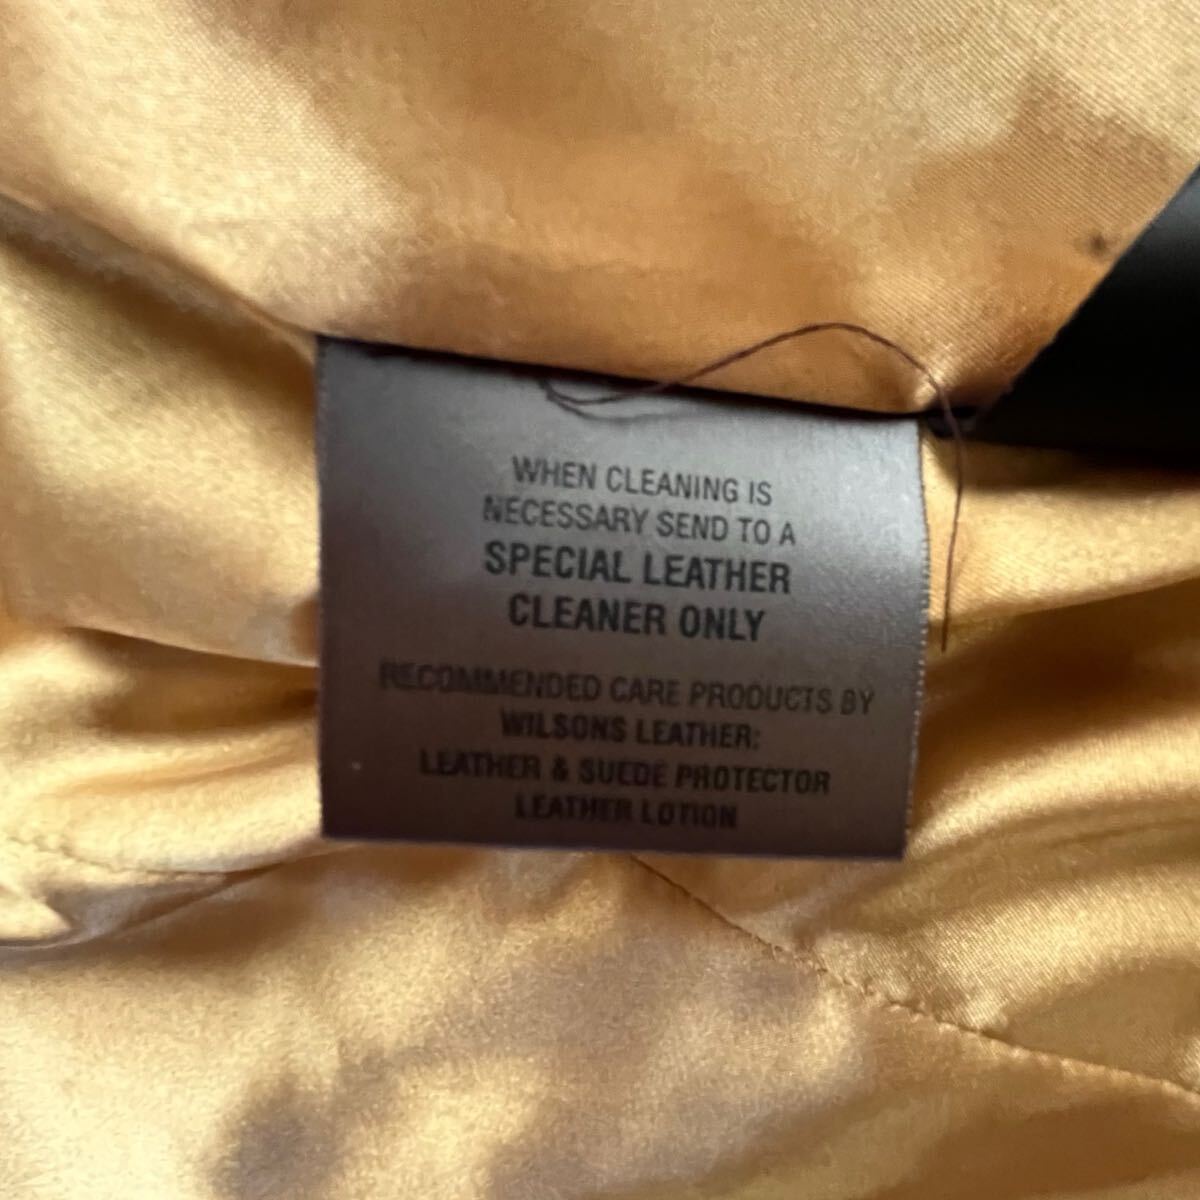 WHEN CLEANING IS
NECESSARY SEND TO A
SPECIAL LEATHER
CLEANER ONLY
RECOMMENDED CARE PRODUCTS BY
WILSONS LEATHER:
LEATHER & SUEDE PROTECTOR
LEATHER LOTION